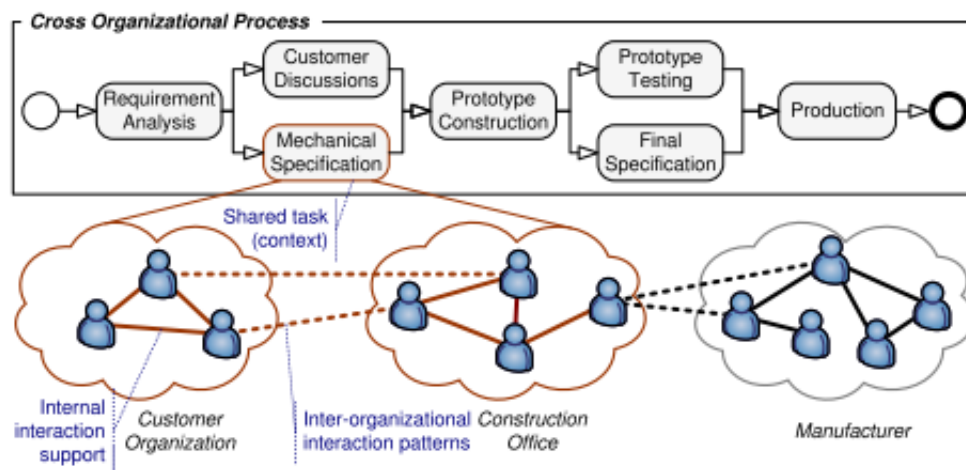 Cross Organizational Process
Requirement
Analysis
Customer
Discussions
Mechanical
Specification
Prototype
Construction
Prototype
Testing
Final
Specification
Production
Shared task
(context)
Internal
interaction
support
Customer
Organization
Inter-organizational
interaction patterns
Construction
Office
Manufacturer